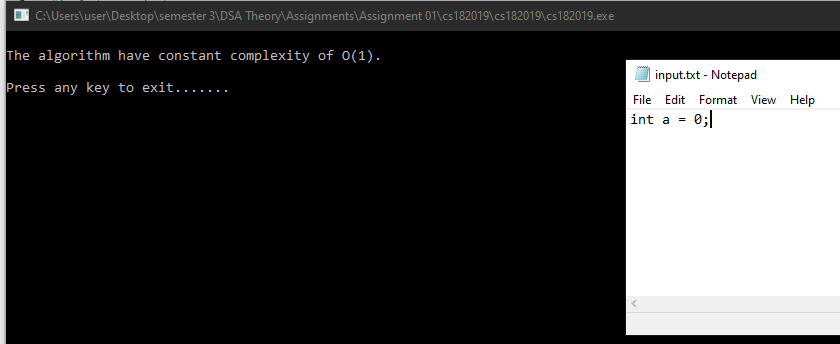 C:\Users\user\Desktop\semester 3\DSA Theory\Assignments\Assignment 01\cs182019\cs182019\cs182019.exe
The algorithm have constant complexity of O(1).
Press any key to exit.......
input.txt - Notepad
File Edit Format View Help
int a = 0;